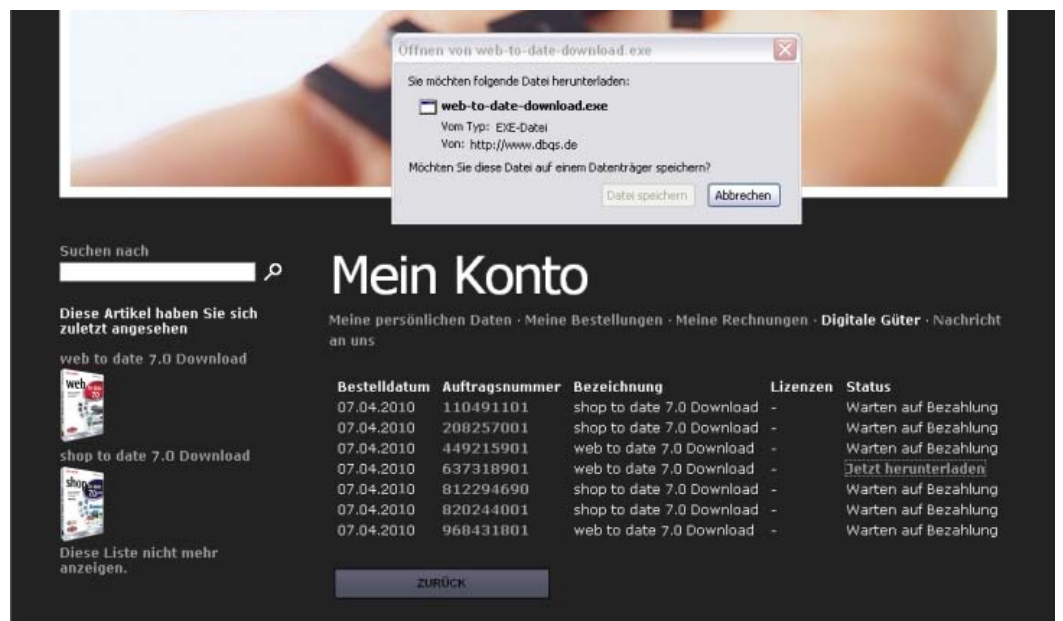 Öffnen von web-to-date-download.exe
Sie möchten folgende Datei herunterladen:
web-to-date-download.exe
Vom Typ: EXE-Datei
Von: http://www.dbqs.de
Möchten Sie diese Datei auf einem Datenträger speichern?
Datei speichern Abbrechen
Suchen nach
Diese Artikel haben Sie sich
zuletzt angesehen
web to date 7.0 Download
web
7.0
shop to date 7.0 Download
shop
7.0
Diese Liste nicht mehr
anzeigen.
Mein Konto
Meine persönlichen Daten · Meine Bestellungen · Meine Rechnungen · Digitale Güter · Nachricht
an uns
Bestelldatum Auftragsnummer Bezeichnung Lizenzen Status
07.04.2010 110491101 shop to date 7.0 Download - Warten auf Bezahlung
07.04.2010 208257001 shop to date 7.0 Download - Warten auf Bezahlung
07.04.2010 449215901 web to date 7.0 Download - Warten auf Bezahlung
07.04.2010 637318901 web to date 7.0 Download - Jetzt herunterladen
07.04.2010 812294690 shop to date 7.0 Download - Warten auf Bezahlung
07.04.2010 820244001 shop to date 7.0 Download - Warten auf Bezahlung
07.04.2010 968431801 web to date 7.0 Download - Warten auf Bezahlung
ZURÜCK